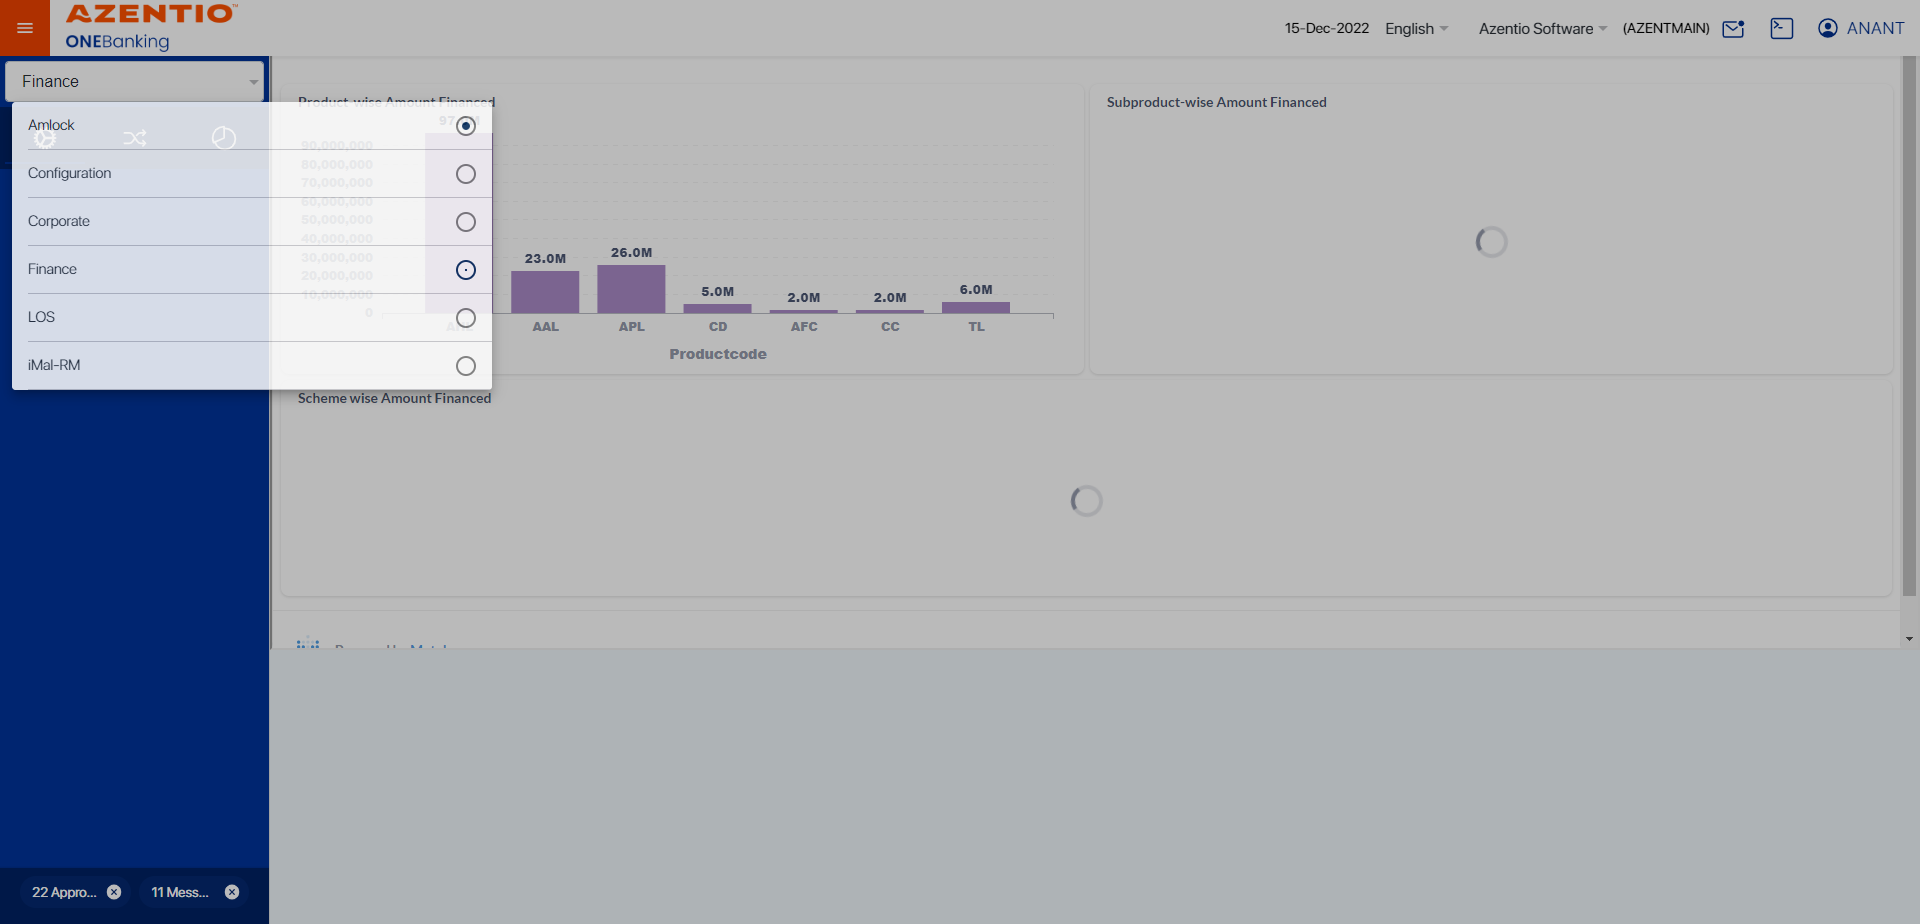 AZENTIO™
ONEBanking
15-Dec-2022
English
Azentio Software
(AZENTMAIN)
ANANT
Finance
Amlock
Configuration
Corporate
Finance
LOS
iMal-RM
Product-wise Amount Financed
90,000,000
80,000,000
70,000,000
60,000,000
50,000,000
40,000,000
30,000,000
20,000,000
10,000,000
0
23.0M
26.0M
5.0M
2.0M
2.0M
6.0M
AAL
APL
CD
AFC
CC
TL
Productcode
Subproduct-wise Amount Financed
Scheme wise Amount Financed
22 Appro...
11 Mess...